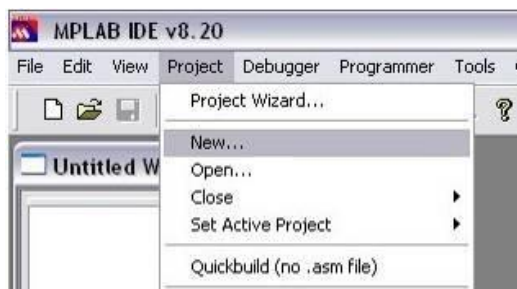 MPLAB IDE v8.20
File Edit View Project Debugger Programmer Tools
Project Wizard...
New...
Untitled W
Open...
Close
Set Active Project
Quickbuild (no .asm file)